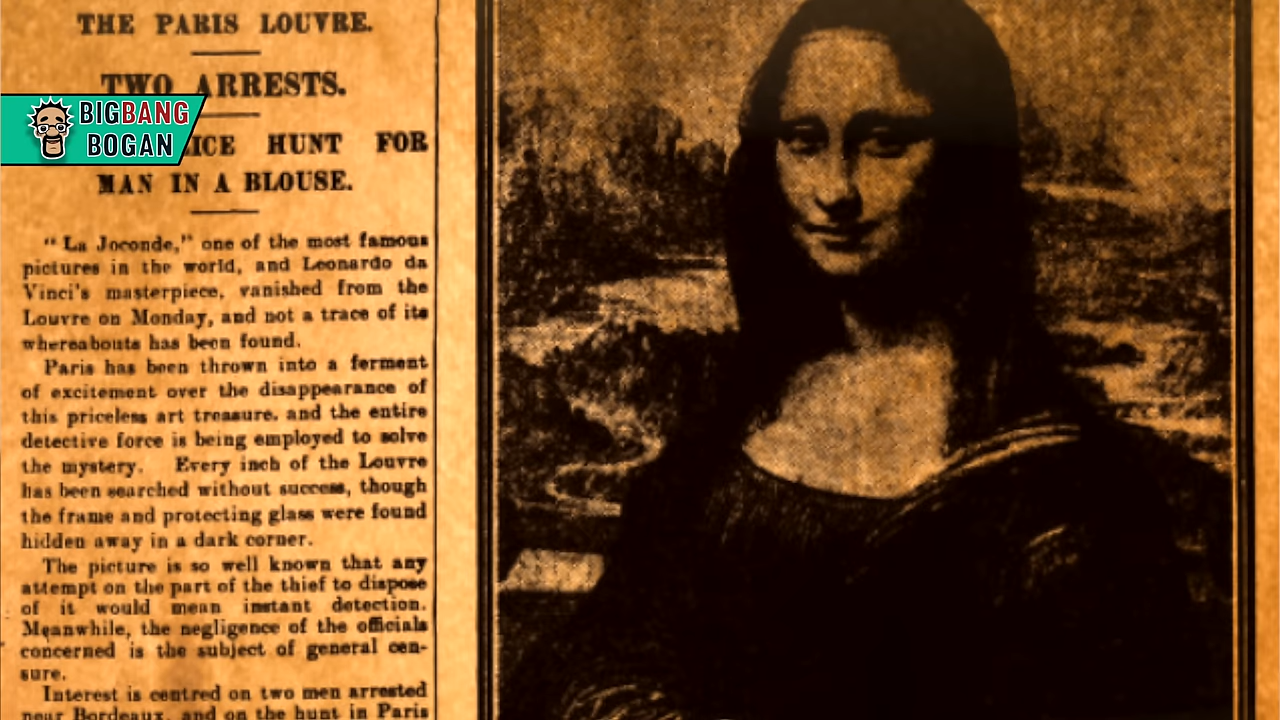 THE PARIS LOUVRE.
TWO ARRESTS.
BIGBANG
BOGAN
HUNT FOR
MAN IN A BLOUSE.
"La Joconde," one of the most famous
pictures in the world, and Leonardo da
Vinci's masterpiece, vanished from the
Louvre on Monday, and not a trace of its
whereabouts has been found.
Paris has been thrown into a ferment
of excitement over the disappearance of
this priceless art treasure, and the entire
detective force is being employed to solve
the mystery. Every inch of the Louvre
has been searched without success, though
the frame and protecting glass were found
hidden away in a dark corner.
The picture is so well known that any
attempt on the part of the thief to dispose
of it would mean instant detection.
Meanwhile, the negligence of the officials
concerned is the subject of general cen-
sure.
Interest is centred on two men arrested
near Bordeaux, and on the hunt in Paris